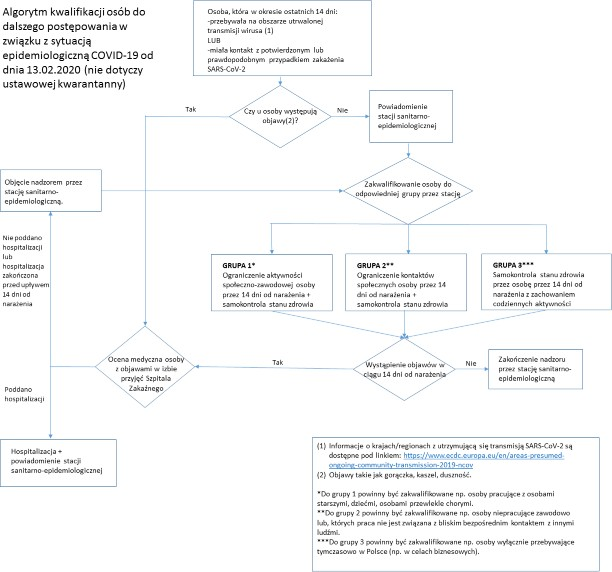 Algorytm kwalifikacji osób do
dalszego postępowania w
związku z sytuacją
epidemiologiczną COVID-19 od
dnia 13.02.2020 (nie dotyczy
ustawowej kwarantanny)
Osoba, która w okresie ostatnich 14 dni:
-przebywała na obszarze utrwalonej
transmisji wirusa (1)
LUB
-miała kontakt z potwierdzonym lub
prawdopodobnym przypadkiem zakażenia
SARS-CoV-2
Tak
Czy u osoby występują
objawy(2)?
Nie
Powiadomienie
stacji sanitarno-
epidemiologicznej
Objęcie nadzorem przez
stację sanitarno-
epidemiologiczną.
Zakwalifikowanie osoby do
odpowiedniej grupy przez stację
Nie poddano
hospitalizacji
lub
hospitalizacja
zakończona
przed upływem
14 dni od
narażenia
GRUPA 1*
Ograniczenie aktywności
społeczno-zawodowej osoby
przez 14 dni od narażenia +
samokontrola stanu zdrowia
GRUPA 2**
Ograniczenie kontaktów
społecznych osoby przez 14
dni od narażenia +
samokontrola stanu zdrowia
GRUPA 3***
Samokontrola stanu zdrowia
przez osobę przez 14 dni od
narażenia z zachowaniem
codziennych aktywności
Ocena medyczna osoby
z objawami w izbie
przyjęć Szpitala
Zakaźnego
Tak
Wystąpienie objawów w
ciągu 14 dni od narażenia
Nie
Zakończenie nadzoru
przez stację sanitarno-
epidemiologiczną
Poddano
hospitalizacji
Hospitalizacja +
powiadomienie stacji
sanitarno-epidemiologicznej
(1) Informacje o krajach/regionach z utrzymującą się transmisją SARS-CoV-2 są
dostępne pod linkiem: https://www.ecdc.europa.eu/en/areas-presumed-
ongoing-community-transmission-2019-ncov
(2) Objawy takie jak gorączka, kaszel, duszność.
*Do grupy 1 powinny być zakwalifikowane np. osoby pracujące z osobami
starszymi, dziećmi, osobami przewlekle chorymi.
**Do grupy 2 powinny być zakwalifikowane np. osoby niepracujące zawodowo
lub, których praca nie jest związana z bliskim bezpośrednim kontaktem z innymi
ludźmi.
***Do grupy 3 powinny być zakwalifikowane np. osoby wyłącznie przebywające
tymczasowo w Polsce (np. w celach biznesowych).